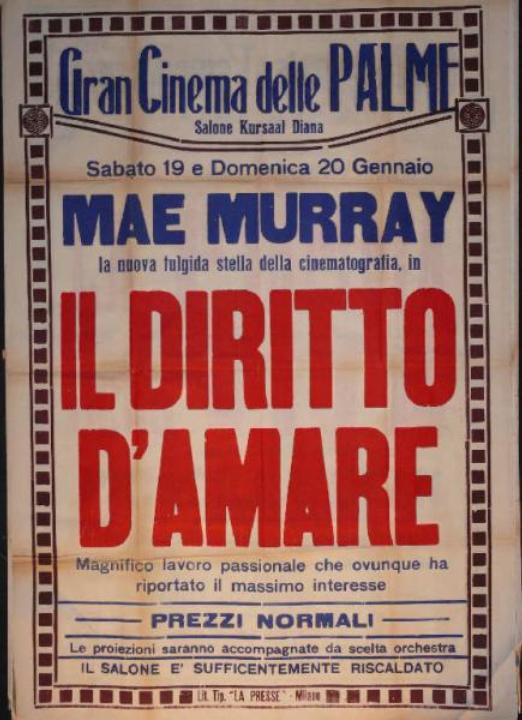 Gran Cinema delle PALME
Salone Kursaal Diana
Sabato 19 e Domenica 20 Gennaio
MAE MURRAY
la nuova fulgida stella della cinematografia, in
IL DIRITTO
D'AMARE
Magnifico lavoro passionale che ovunque ha
riportato il massimo interesse
PREZZI NORMALI
Le proiezioni saranno accompagnate da scelta orchestra
IL SALONE E' SUFFICENTEMENTE RISCALDATO
Lit. Tip. "LA PRESSE" - Milano